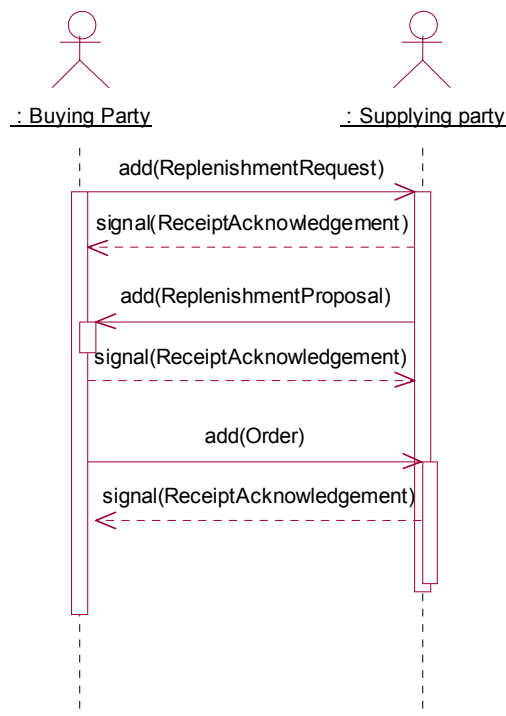 : Buying Party
: Supplying party
add(ReplenishmentRequest)
signal(ReceiptAcknowledgement)
add(ReplenishmentProposal)
signal(ReceiptAcknowledgement)
add(Order)
signal(ReceiptAcknowledgement)